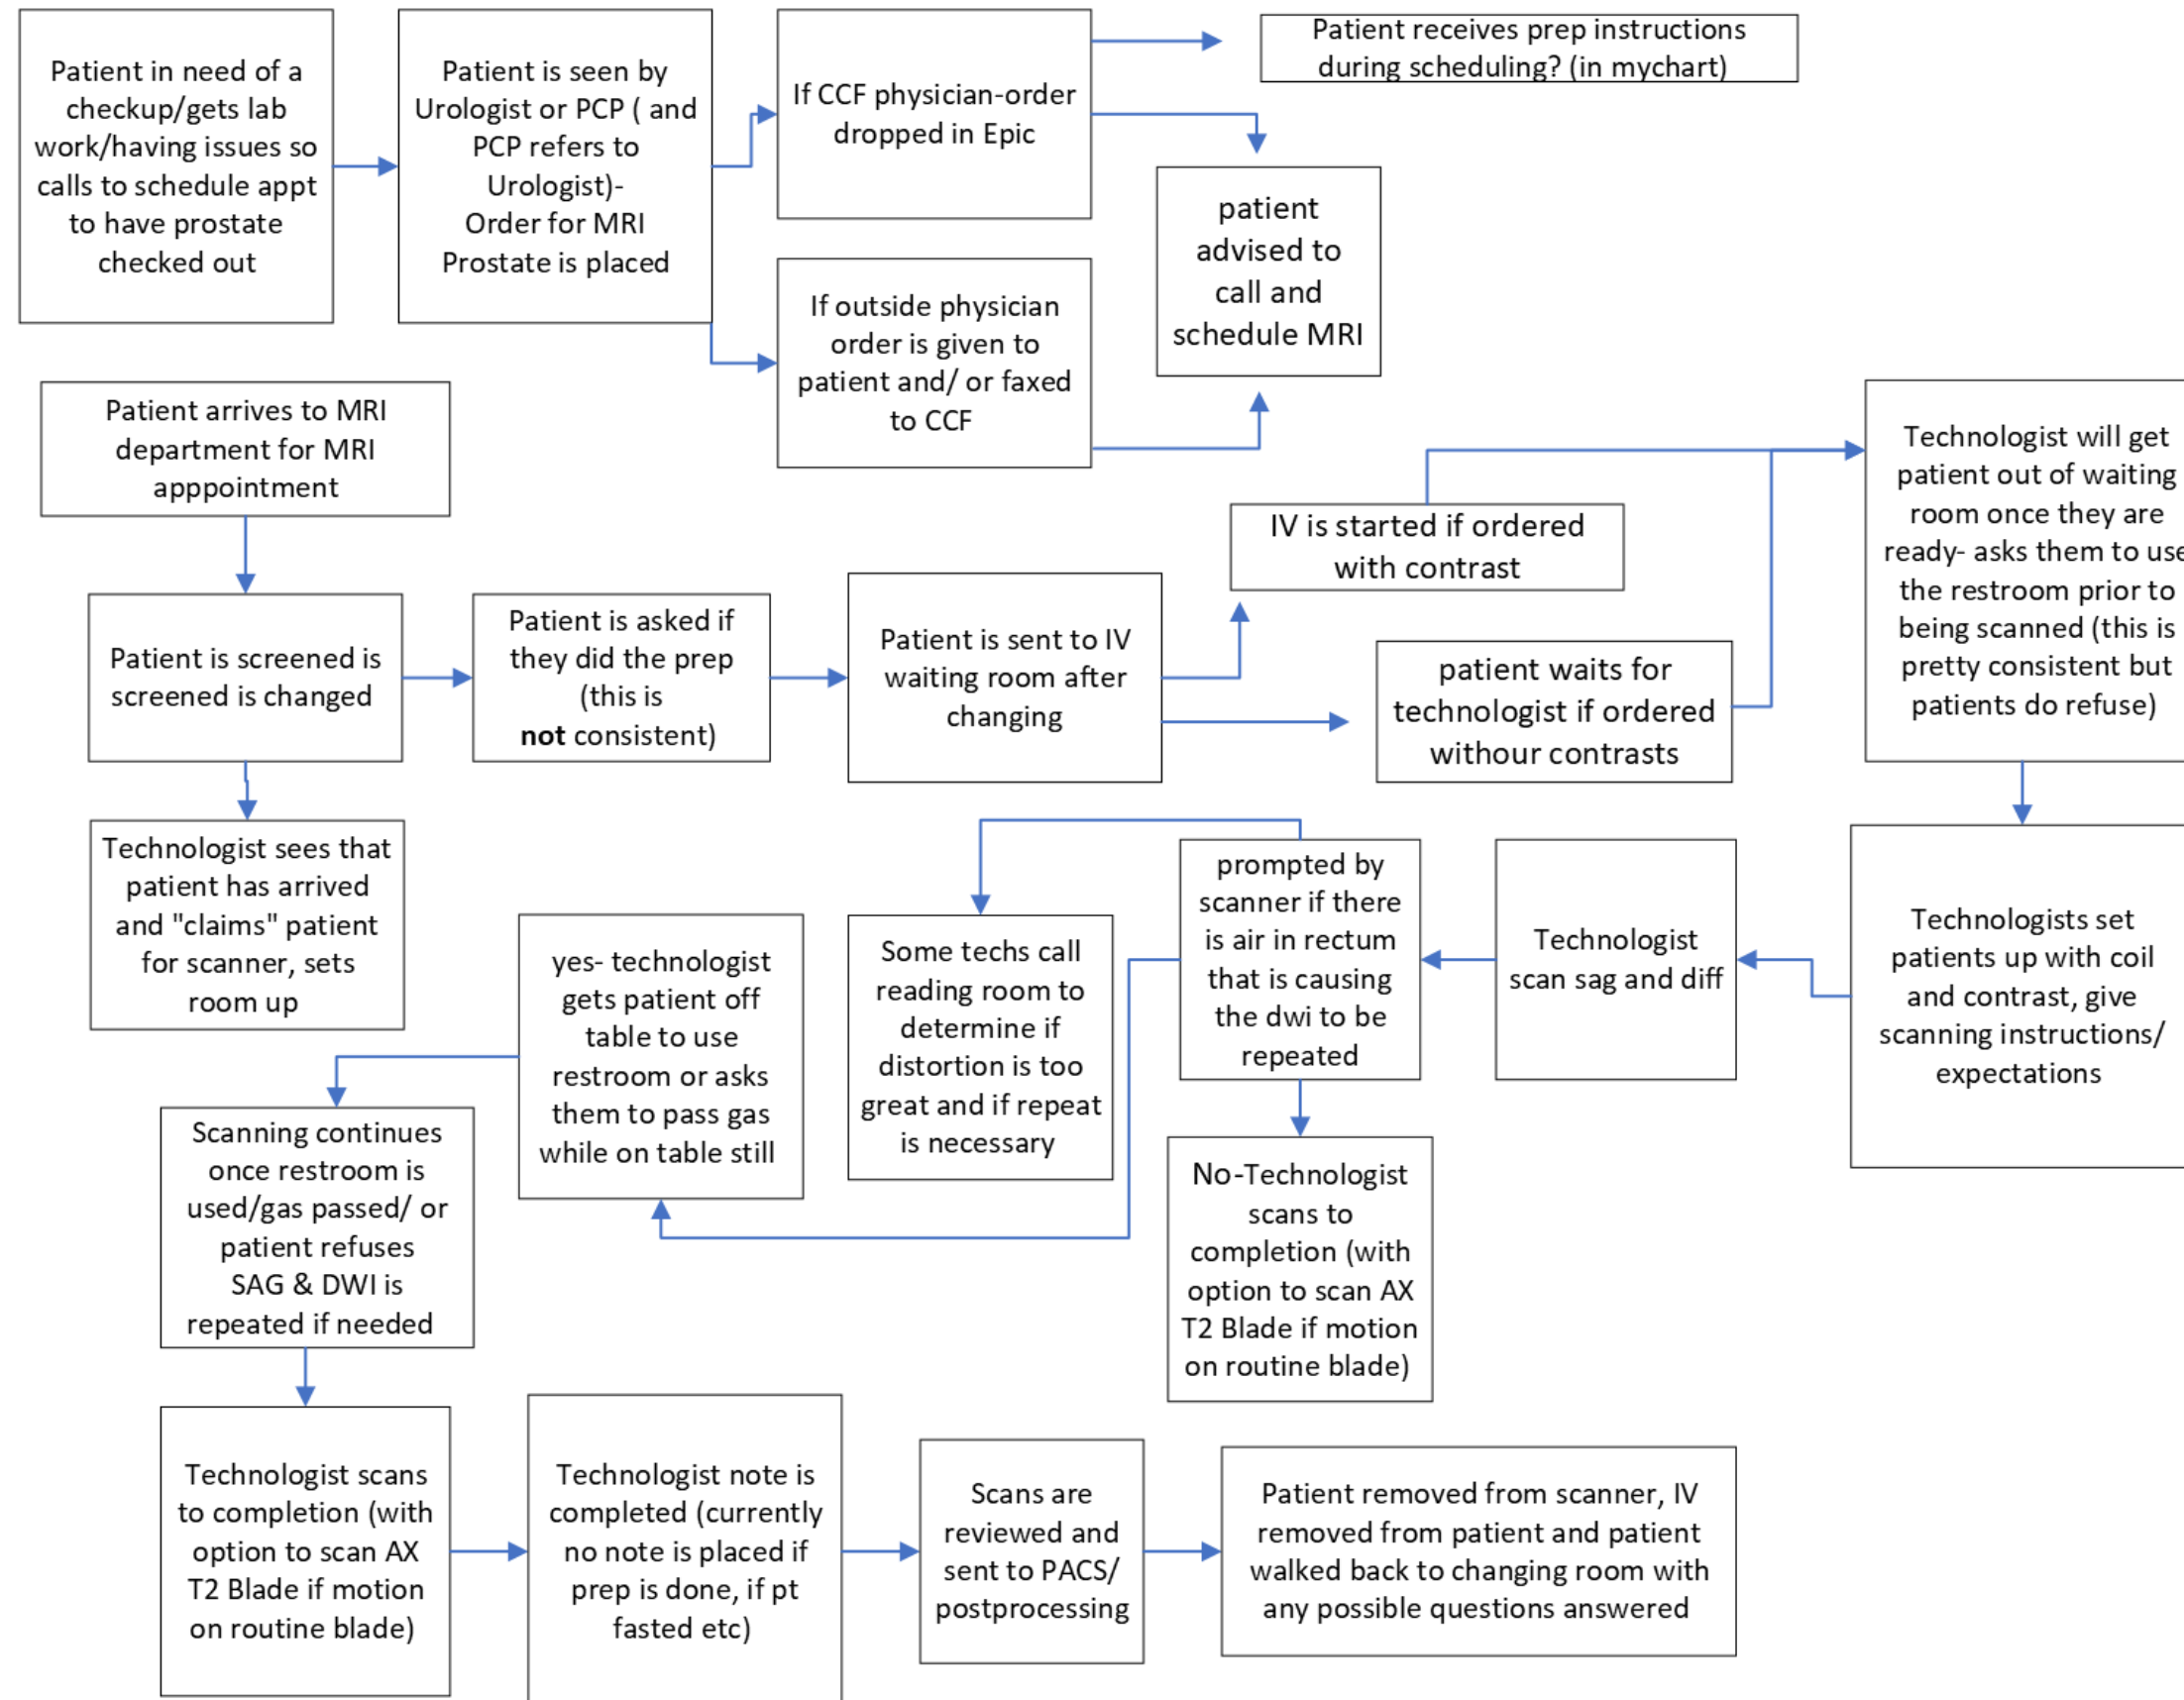 Patient in need of a
checkup/gets lab
work/having issues so
calls to schedule appt
to have prostate
checked out
Patient is seen by
Urologist or PCP ( and
PCP refers to
Urologist)-
Order for MRI
Prostate is placed
If CCF physician-order
dropped in Epic
Patient receives prep instructions
during scheduling? (in mychart)
patient
advised to
call and
schedule MRI
If outside physician
order is given to
patient and/ or faxed
to CCF
Patient arrives to MRI
department for MRI
apppointment
Patient is screened is
screened is changed
Patient is asked if
they did the prep
(this is
not consistent)
Patient is sent to IV
waiting room after
changing
IV is started if ordered
with contrast
patient waits for
technologist if ordered
withour contrasts
Technologist will get
patient out of waiting
room once they are
ready- asks them to use
the restroom prior to
being scanned (this is
pretty consistent but
patients do refuse)
Technologist sees that
patient has arrived
and "claims" patient
for scanner, sets
room up
Technologists set
patients up with coil
and contrast, give
scanning instructions/
expectations
Technologist
scan sag and diff
prompted by
scanner if there
is air in rectum
that is causing
the dwi to be
repeated
Some techs call
reading room to
determine if
distortion is too
great and if repeat
is necessary
yes- technologist
gets patient off
table to use
restroom or asks
them to pass gas
while on table still
No-Technologist
scans to
completion (with
option to scan AX
T2 Blade if motion
on routine blade)
Scanning continues
once restroom is
used/gas passed/ or
patient refuses
SAG & DWI is
repeated if needed
Technologist scans
to completion (with
option to scan AX
T2 Blade if motion
on routine blade)
Technologist note is
completed (currently
no note is placed if
prep is done, if pt
fasted etc)
Scans are
reviewed and
sent to PACS/
postprocessing
Patient removed from scanner, IV
removed from patient and patient
walked back to changing room with
any possible questions answered